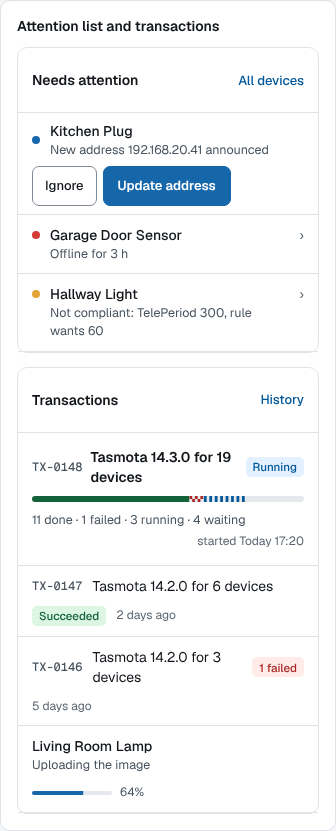 Attention list and transactions
Needs attention
All devices
Kitchen Plug
New address 192.168.20.41 announced
Ignore
Update address
Garage Door Sensor
›
Offline for 3 h
Hallway Light
›
Not compliant: TelePeriod 300, rule
wants 60
Transactions
History
TX-0148
Tasmota 14.3.0 for 19
devices
Running
11 done · 1 failed · 3 running · 4 waiting
started Today 17:20
TX-0147
Tasmota 14.2.0 for 6 devices
Succeeded
2 days ago
TX-0146
Tasmota 14.2.0 for 3
devices
1 failed
5 days ago
Living Room Lamp
Uploading the image
64%